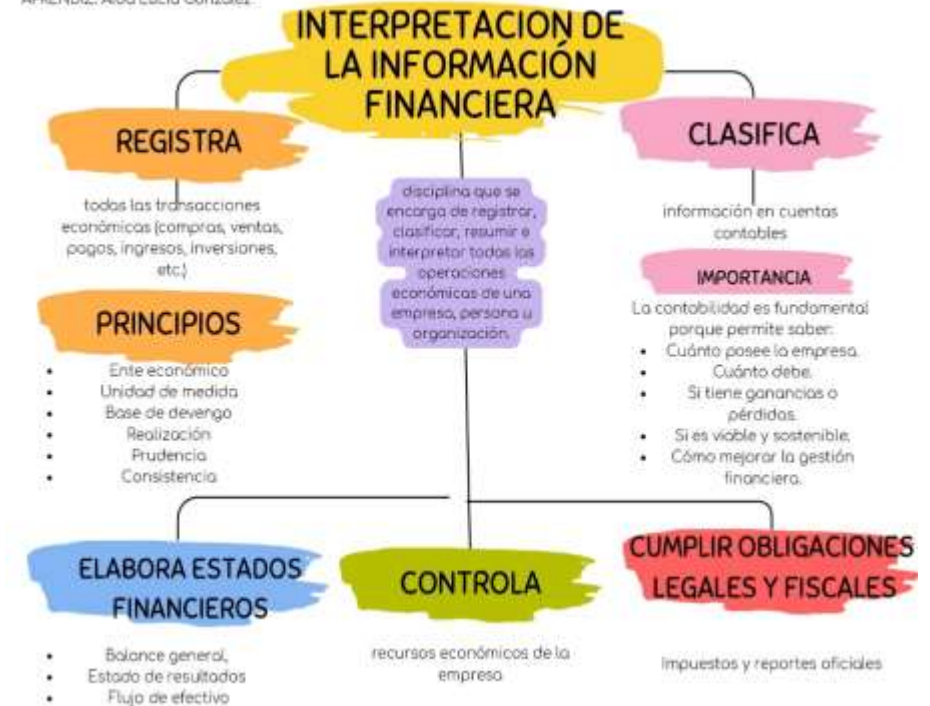 APRENDIZ: Alba Lucia González
INTERPRETACION DE
LA INFORMACIÓN
FINANCIERA
REGISTRA
todas las transacciones
económicas (compras, ventas,
pagos, ingresos, inversiones,
etc.)
PRINCIPIOS
• Ente económico
• Unidad de medida
• Base de devengo
• Realización
• Prudencia
• Consistencia
disciplina que se
encarga de registrar,
clasificar, resumir e
interpretar todas las
operaciones
económicas de una
empresa, persona u
organización.
CLASIFICA
información en cuentas
contables
IMPORTANCIA
La contabilidad es fundamental
porque permite saber:
• Cuánto posee la empresa.
• Cuánto debe.
• Si tiene ganancias o
pérdidas.
• Si es viable y sostenible.
• Cómo mejorar la gestión
financiera.
ELABORA ESTADOS
FINANCIEROS
• Balance general,
• Estado de resultados
• Flujo de efectivo
CONTROLA
recursos económicos de la
empresa
CUMPLIR OBLIGACIONES
LEGALES Y FISCALES
Impuestos y reportes oficiales